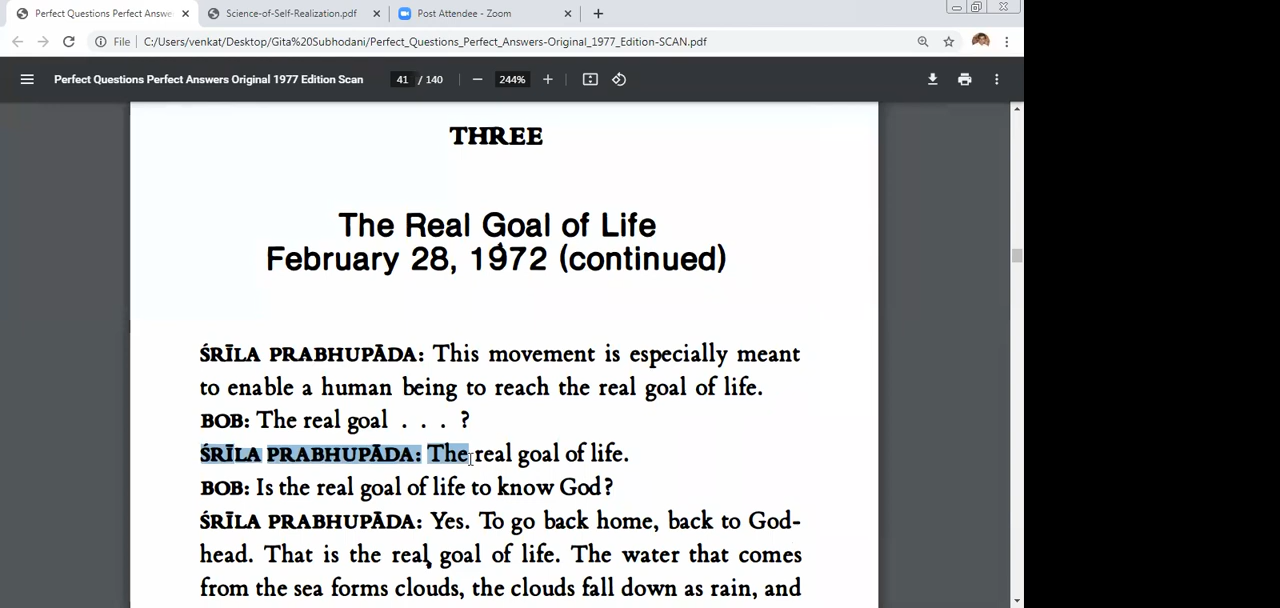 Perfect Questions Perfect Answe
Science-of-Self-Realization.pdf
Post Attendee - Zoom
File
C:/Users/venkat/Desktop/Gita%20Subhodani/Perfect_Questions_Perfect_Answers-Original_1977_Edition-SCAN.pdf
Perfect Questions Perfect Answers Original 1977 Edition Scan
41 / 140
244%
THREE
The Real Goal of Life
February 28, 1972 (continued)
ŚRĪLA PRABHUPĀDA: This movement is especially meant
to enable a human being to reach the real goal of life.
BOB: The real goal . . . ?
ŚRĪLA PRABHUPĀDA: The real goal of life.
BOB: Is the real goal of life to know God?
ŚRĪLA PRABHUPĀDA: Yes. To go back home, back to God-
head. That is the real goal of life. The water that comes
from the sea forms clouds, the clouds fall down as rain, and